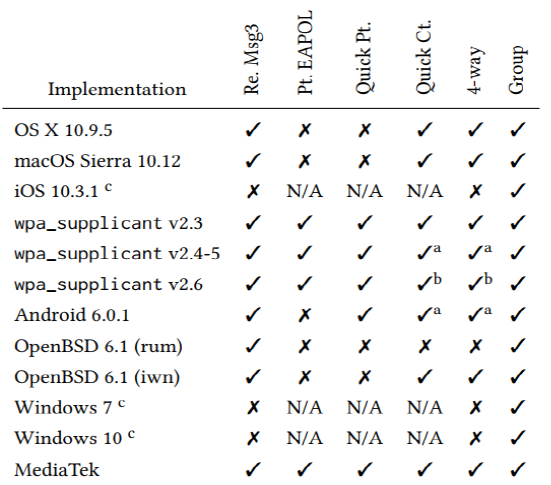 Implementation Re. Msg3 Pt. EAPOL Quick Pt. Quick Ct. 4-way Group
OS X 10.9.5 ✓ ✗ ✗ ✓ ✓ ✓
macOS Sierra 10.12 ✓ ✗ ✗ ✓ ✓ ✓
iOS 10.3.1 c ✗ N/A N/A N/A ✗ ✓
wpa_supplicant v2.3 ✓ ✓ ✓ ✓ ✓ ✓
wpa_supplicant v2.4-5 ✓ ✓ ✓ ✓a ✓a ✓
wpa_supplicant v2.6 ✓ ✓ ✓ ✓b ✓b ✓
Android 6.0.1 ✓ ✗ ✓ ✓a ✓a ✓
OpenBSD 6.1 (rum) ✓ ✗ ✗ ✗ ✗ ✓
OpenBSD 6.1 (iwn) ✓ ✗ ✗ ✓ ✓ ✓
Windows 7 c ✗ N/A N/A N/A ✗ ✓
Windows 10 c ✗ N/A N/A N/A ✗ ✓
MediaTek ✓ ✓ ✓ ✓ ✓ ✓